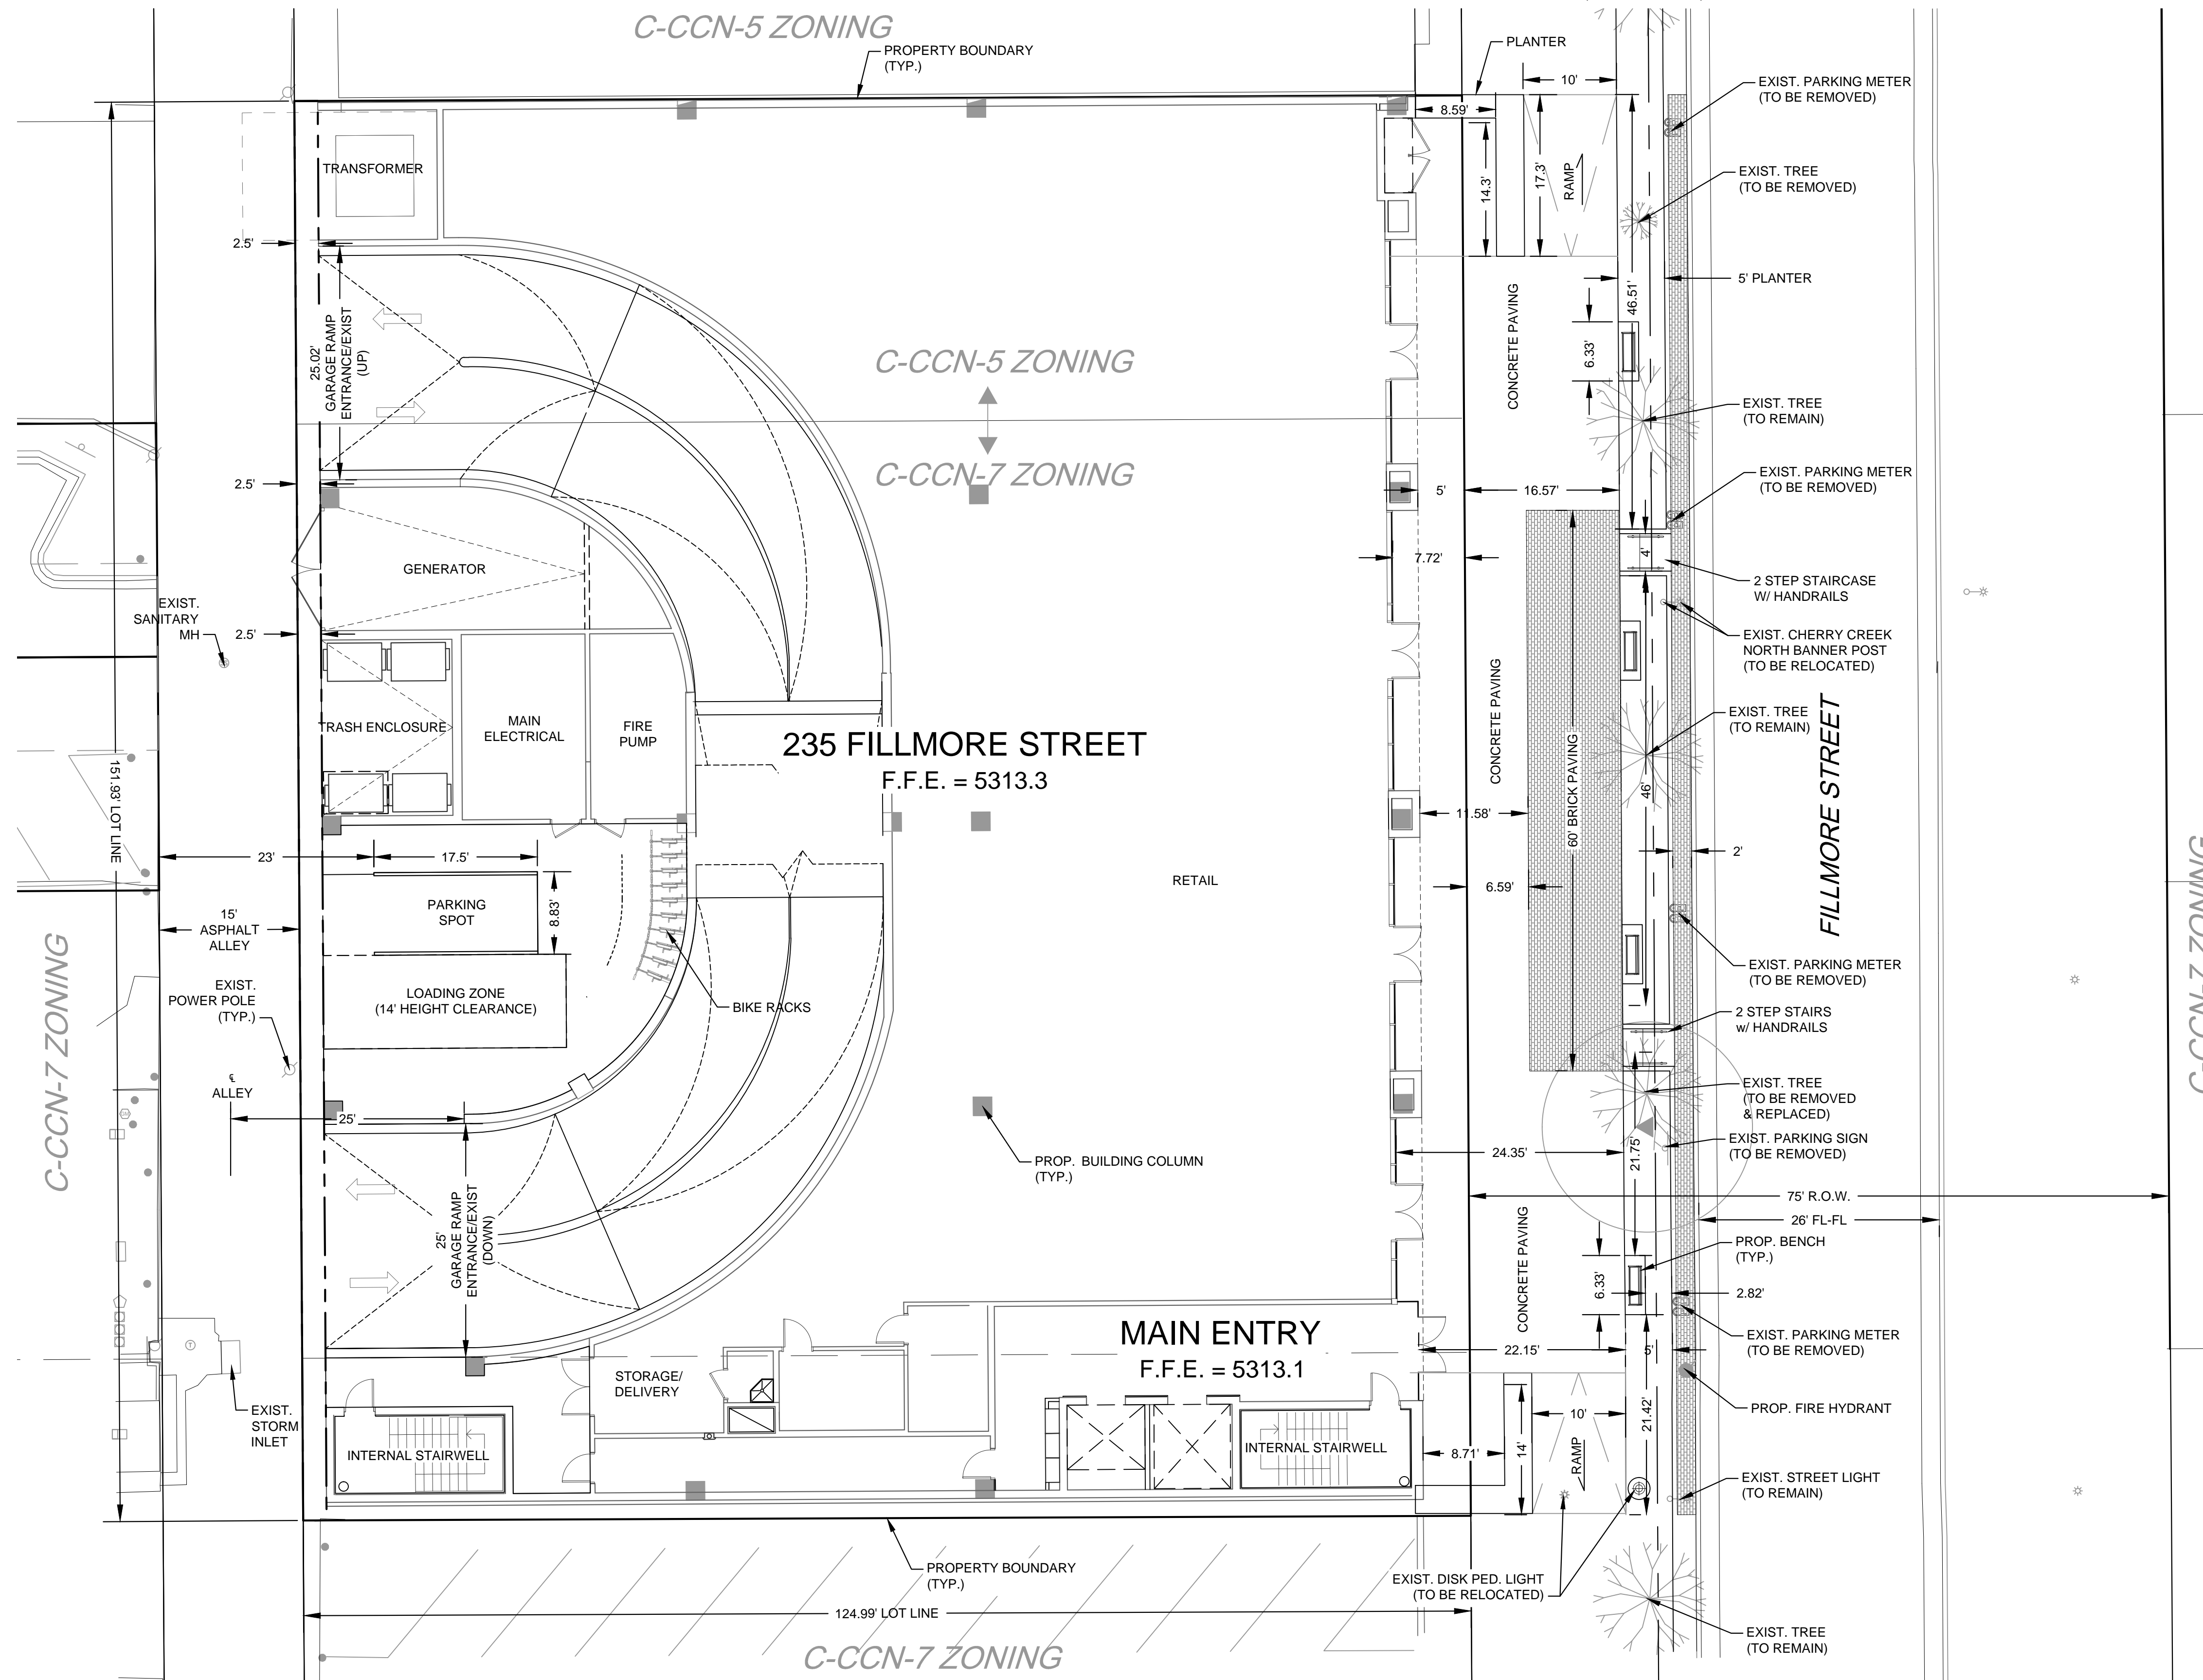 C-CCN-5 ZONING
PROPERTY BOUNDARY
(TYP.)
PLANTER
10'
8.59'
14.3'
17.3'
RAMP
EXIST. PARKING METER
(TO BE REMOVED)
EXIST. TREE
(TO BE REMOVED)
5' PLANTER
46.51'
6.33'
CONCRETE PAVING
EXIST. TREE
(TO REMAIN)
EXIST. PARKING METER
(TO BE REMOVED)
TRANSFORMER
2.5'
25.02'
GARAGE RAMP
ENTRANCE/EXIST
(UP)
C-CCN-5 ZONING
C-CCN-7 ZONING
2.5'
5'
16.57'
7.72'
4'
GENERATOR
2 STEP STAIRCASE
W/ HANDRAILS
EXIST.
SANITARY
MH
2.5'
EXIST. CHERRY CREEK
NORTH BANNER POST
(TO BE RELOCATED)
TRASH ENCLOSURE
MAIN
ELECTRICAL
FIRE
PUMP
235 FILLMORE STREET
F.F.E. = 5313.3
CONCRETE PAVING
60' BRICK PAVING
46'
EXIST. TREE
(TO REMAIN)
FILLMORE STREET
151.93' LOT LINE
11.58'
2'
23'
17.5'
RETAIL
6.59'
PARKING
SPOT
8.83'
15'
ASPHALT
ALLEY
C-CCN-7 ZONING
C-CCN-7 ZONING
EXIST. PARKING METER
(TO BE REMOVED)
EXIST.
POWER POLE
(TYP.)
LOADING ZONE
(14' HEIGHT CLEARANCE)
BIKE RACKS
2 STEP STAIRS
w/ HANDRAILS
℄
ALLEY
25'
EXIST. TREE
(TO BE REMOVED
& REPLACED)
EXIST. PARKING SIGN
(TO BE REMOVED)
PROP. BUILDING COLUMN
(TYP.)
24.35'
21.75'
75' R.O.W.
26' FL-FL
25'
GARAGE RAMP
ENTRANCE/EXIST
(DOWN)
CONCRETE PAVING
6.33'
PROP. BENCH
(TYP.)
2.82'
MAIN ENTRY
F.F.E. = 5313.1
EXIST. PARKING METER
(TO BE REMOVED)
22.15'
5'
STORAGE/
DELIVERY
PROP. FIRE HYDRANT
EXIST.
STORM
INLET
T
10'
21.42'
INTERNAL STAIRWELL
INTERNAL STAIRWELL
8.71'
14'
RAMP
EXIST. STREET LIGHT
(TO REMAIN)
PROPERTY BOUNDARY
(TYP.)
EXIST. DISK PED. LIGHT
(TO BE RELOCATED)
124.99' LOT LINE
C-CCN-7 ZONING
EXIST. TREE
(TO REMAIN)